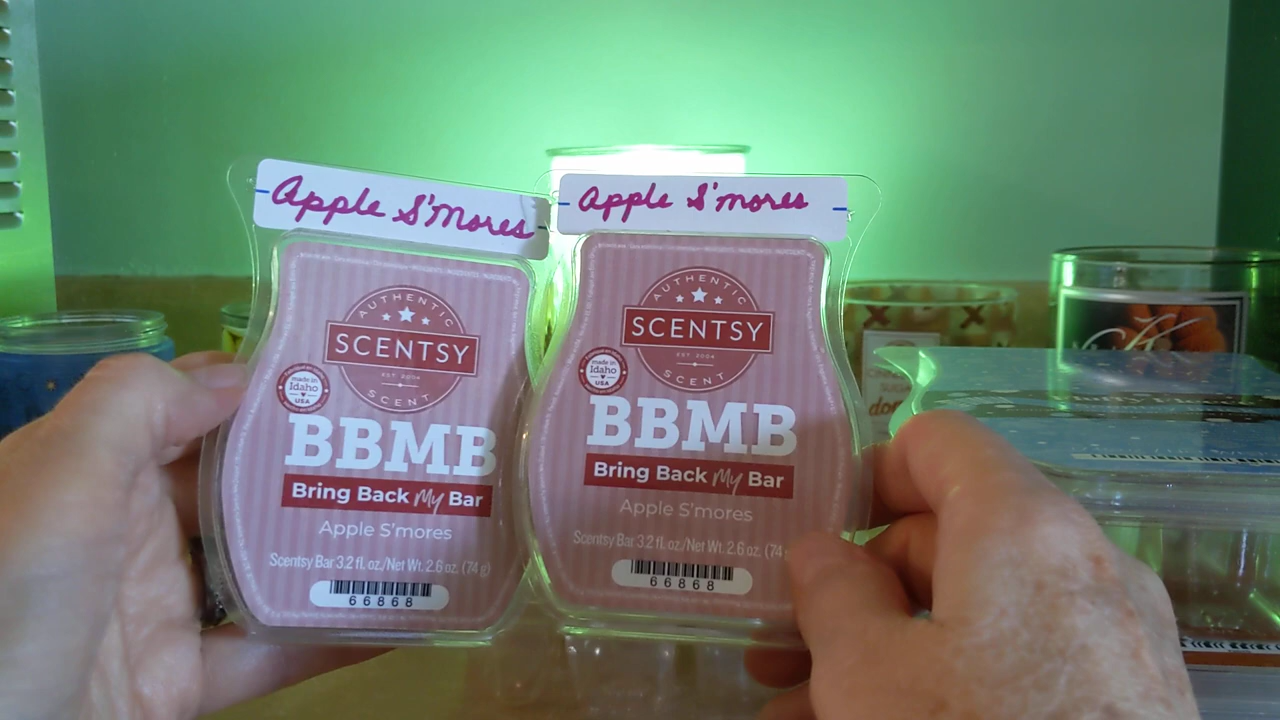 Apple S'Mores
AUTHENTIC
SCENTSY
EST 2004
SCENT
made in
Idaho
USA
BBMB
Bring Back My Bar
Apple S'mores
Scentsy Bar 3.2 fl. oz./Net Wt. 2.6 oz. (74 g)
66868
Apple S'mores
AUTHENTIC
SCENTSY
EST 2004
SCENT
made in
Idaho
USA
BBMB
Bring Back My Bar
Apple S'mores
Scentsy Bar 3.2 fl. oz./Net Wt. 2.6 oz. (74
66868